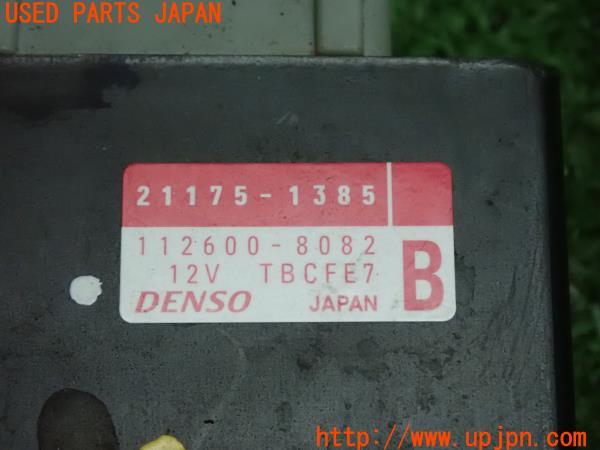 USED PARTS JAPAN
21175-1385
112600-8082
12V TBCFE7 B
DENSO JAPAN
http://www.upjpn.com